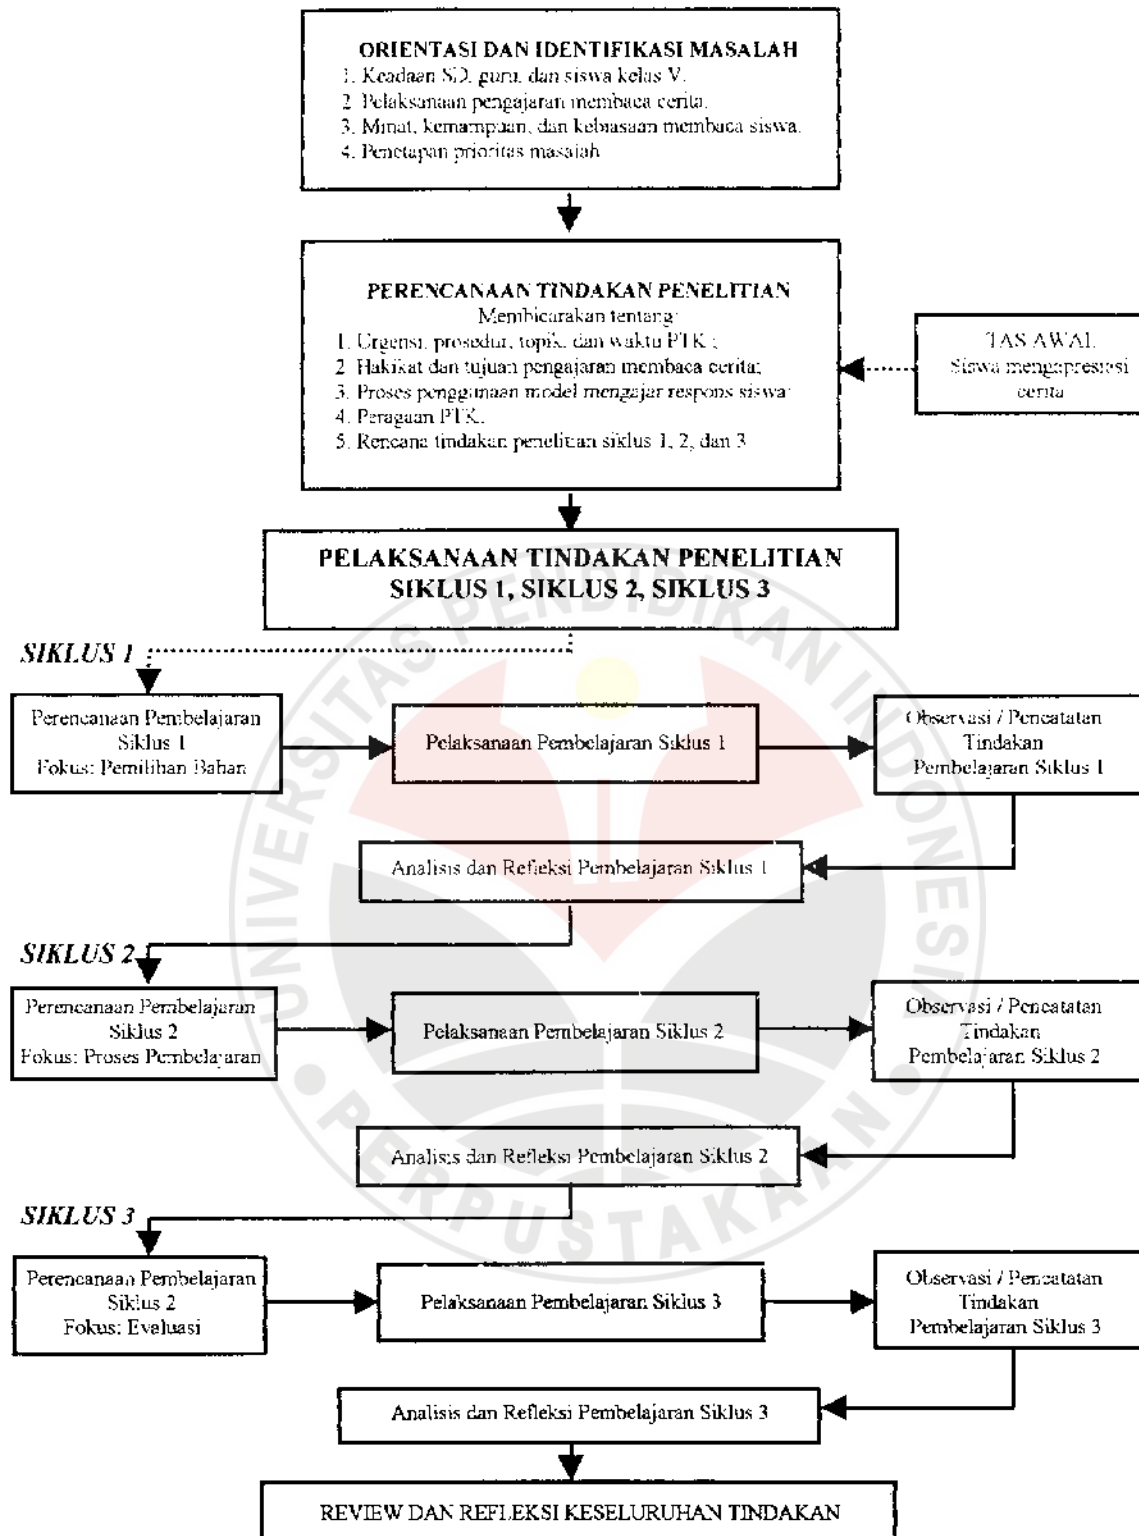 ORIENTASI DAN IDENTIFIKASI MASALAH
1. Keadaan SD, guru, dan siswa kelas V.
2. Pelaksanaan pengajaran membaca cerita.
3. Minat, kemampuan, dan kebiasaan membaca siswa.
4. Penetapan prioritas masalah
PERENCANAAN TINDAKAN PENELITIAN
Membicarakan tentang:
1. Urgensi, prosedur, topik, dan waktu PTK ;
2. Hakikat dan tujuan pengajaran membaca cerita;
3. Proses penggunaan model mengajar respons siswa;
4. Peragaan PTK.
5. Rencana tindakan penelitian siklus 1, 2, dan 3
TAS AWAL
Siswa mengapresiasi
cerita
PELAKSANAAN TINDAKAN PENELITIAN
SIKLUS 1, SIKLUS 2, SIKLUS 3
SIKLUS 1
Perencanaan Pembelajaran
Siklus 1
Fokus: Pemilihan Bahan
Pelaksanaan Pembelajaran Siklus 1
Observasi / Pencatatan
Tindakan
Pembelajaran Siklus 1
Analisis dan Refleksi Pembelajaran Siklus 1
SIKLUS 2
Perencanaan Pembelajaran
Siklus 2
Fokus: Proses Pembelajaran
Pelaksanaan Pembelajaran Siklus 2
Observasi / Pencatatan
Tindakan
Pembelajaran Siklus 2
Analisis dan Refleksi Pembelajaran Siklus 2
SIKLUS 3
Perencanaan Pembelajaran
Siklus 2
Fokus: Evaluasi
Pelaksanaan Pembelajaran Siklus 3
Observasi / Pencatatan
Tindakan
Pembelajaran Siklus 3
Analisis dan Refleksi Pembelajaran Siklus 3
REVIEW DAN REFLEKSI KESELURUHAN TINDAKAN
UNIVERSITAS PENDIDIKAN INDONESIA
PERPUSTAKAAN